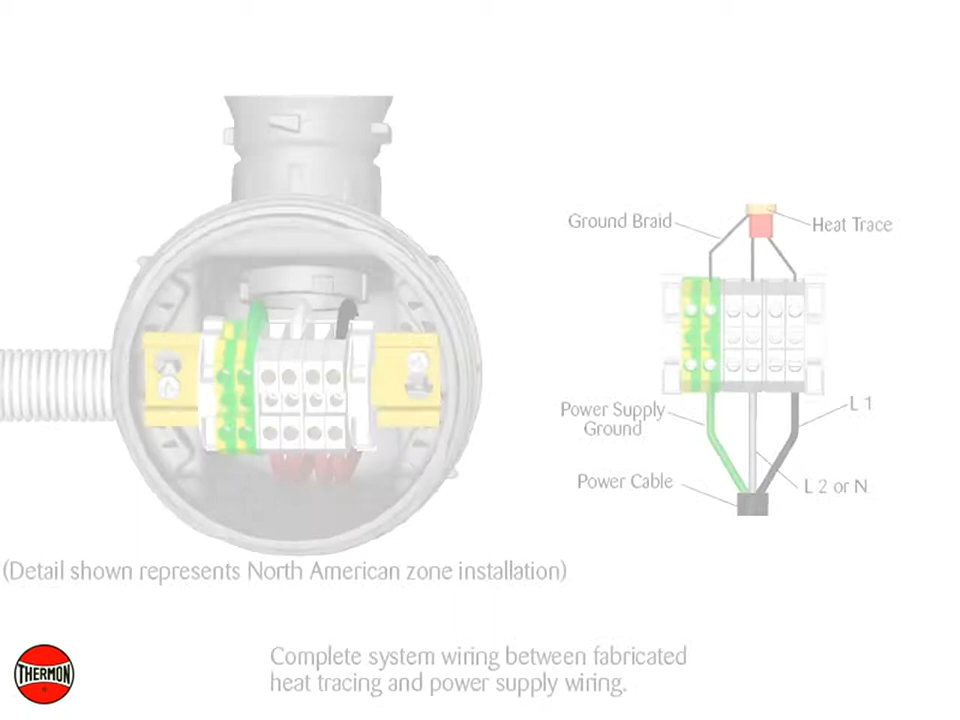 Ground Braid
Heat Trace
Power Supply
Ground
L 1
Power Cable
L 2 or N
(Detail shown represents North American zone installation)
THERMON
®
Complete system wiring between fabricated
heat tracing and power supply wiring.